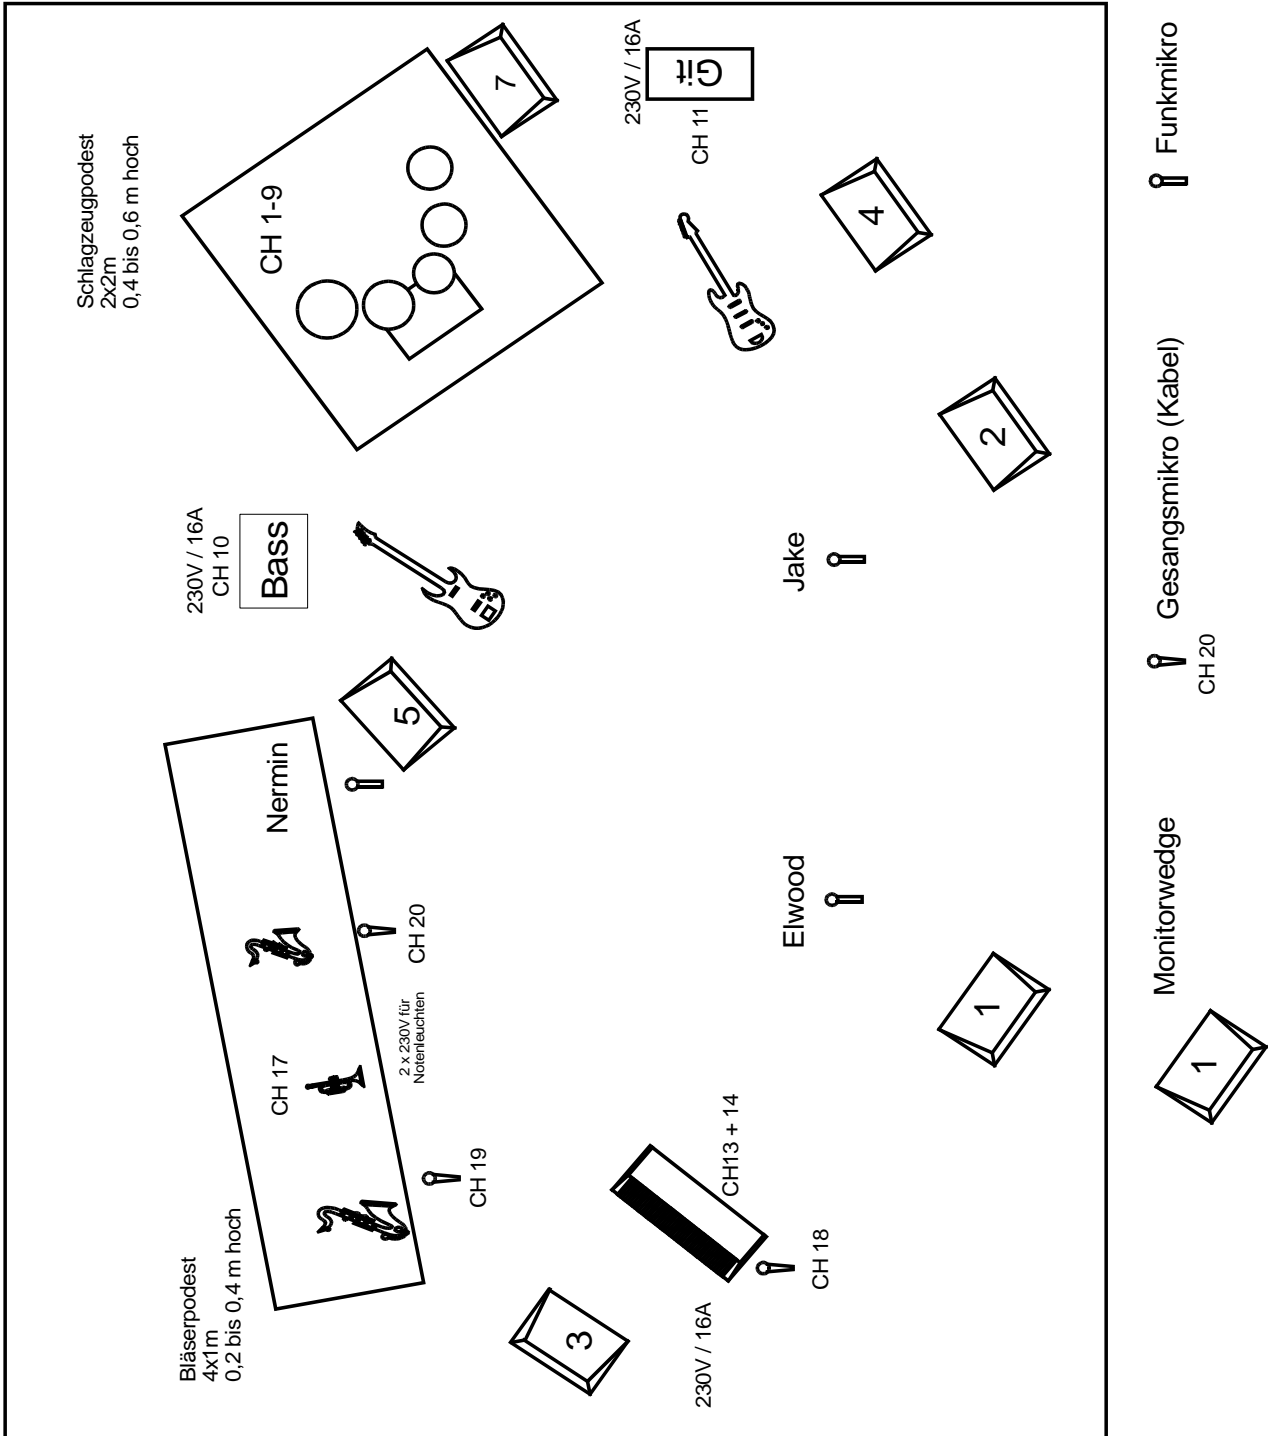 Bläserpodest
4x1m
0,2 bis 0,4 m hoch
CH 17
Nermin
CH 19
2 x 230V für
Notenleuchten
CH 20
5
230V / 16A
CH 10
Bass
Schlagzeugpodest
2x2m
0,4 bis 0,6 m hoch
CH 1-9
7
230V / 16A
Git
CH 11
4
3
230V / 16A
CH13 + 14
CH 18
Elwood
Jake
1
2
1
Monitorwedge
CH 20
Gesangsmikro (Kabel)
Funkmikro